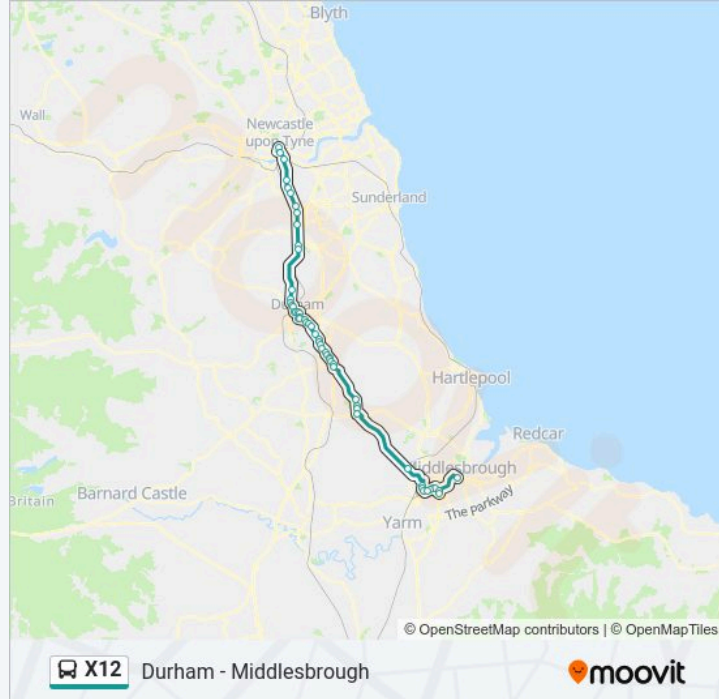 Blyth
Wall
Newcastle
upon Tyne
Sunderland
Durham
Hartlepool
Redcar
Middlesbrough
Britain
Barnard Castle
The Parkway
Yarm
© OpenStreetMap contributors | © OpenMapTiles
X12 Durham - Middlesbrough
moovit